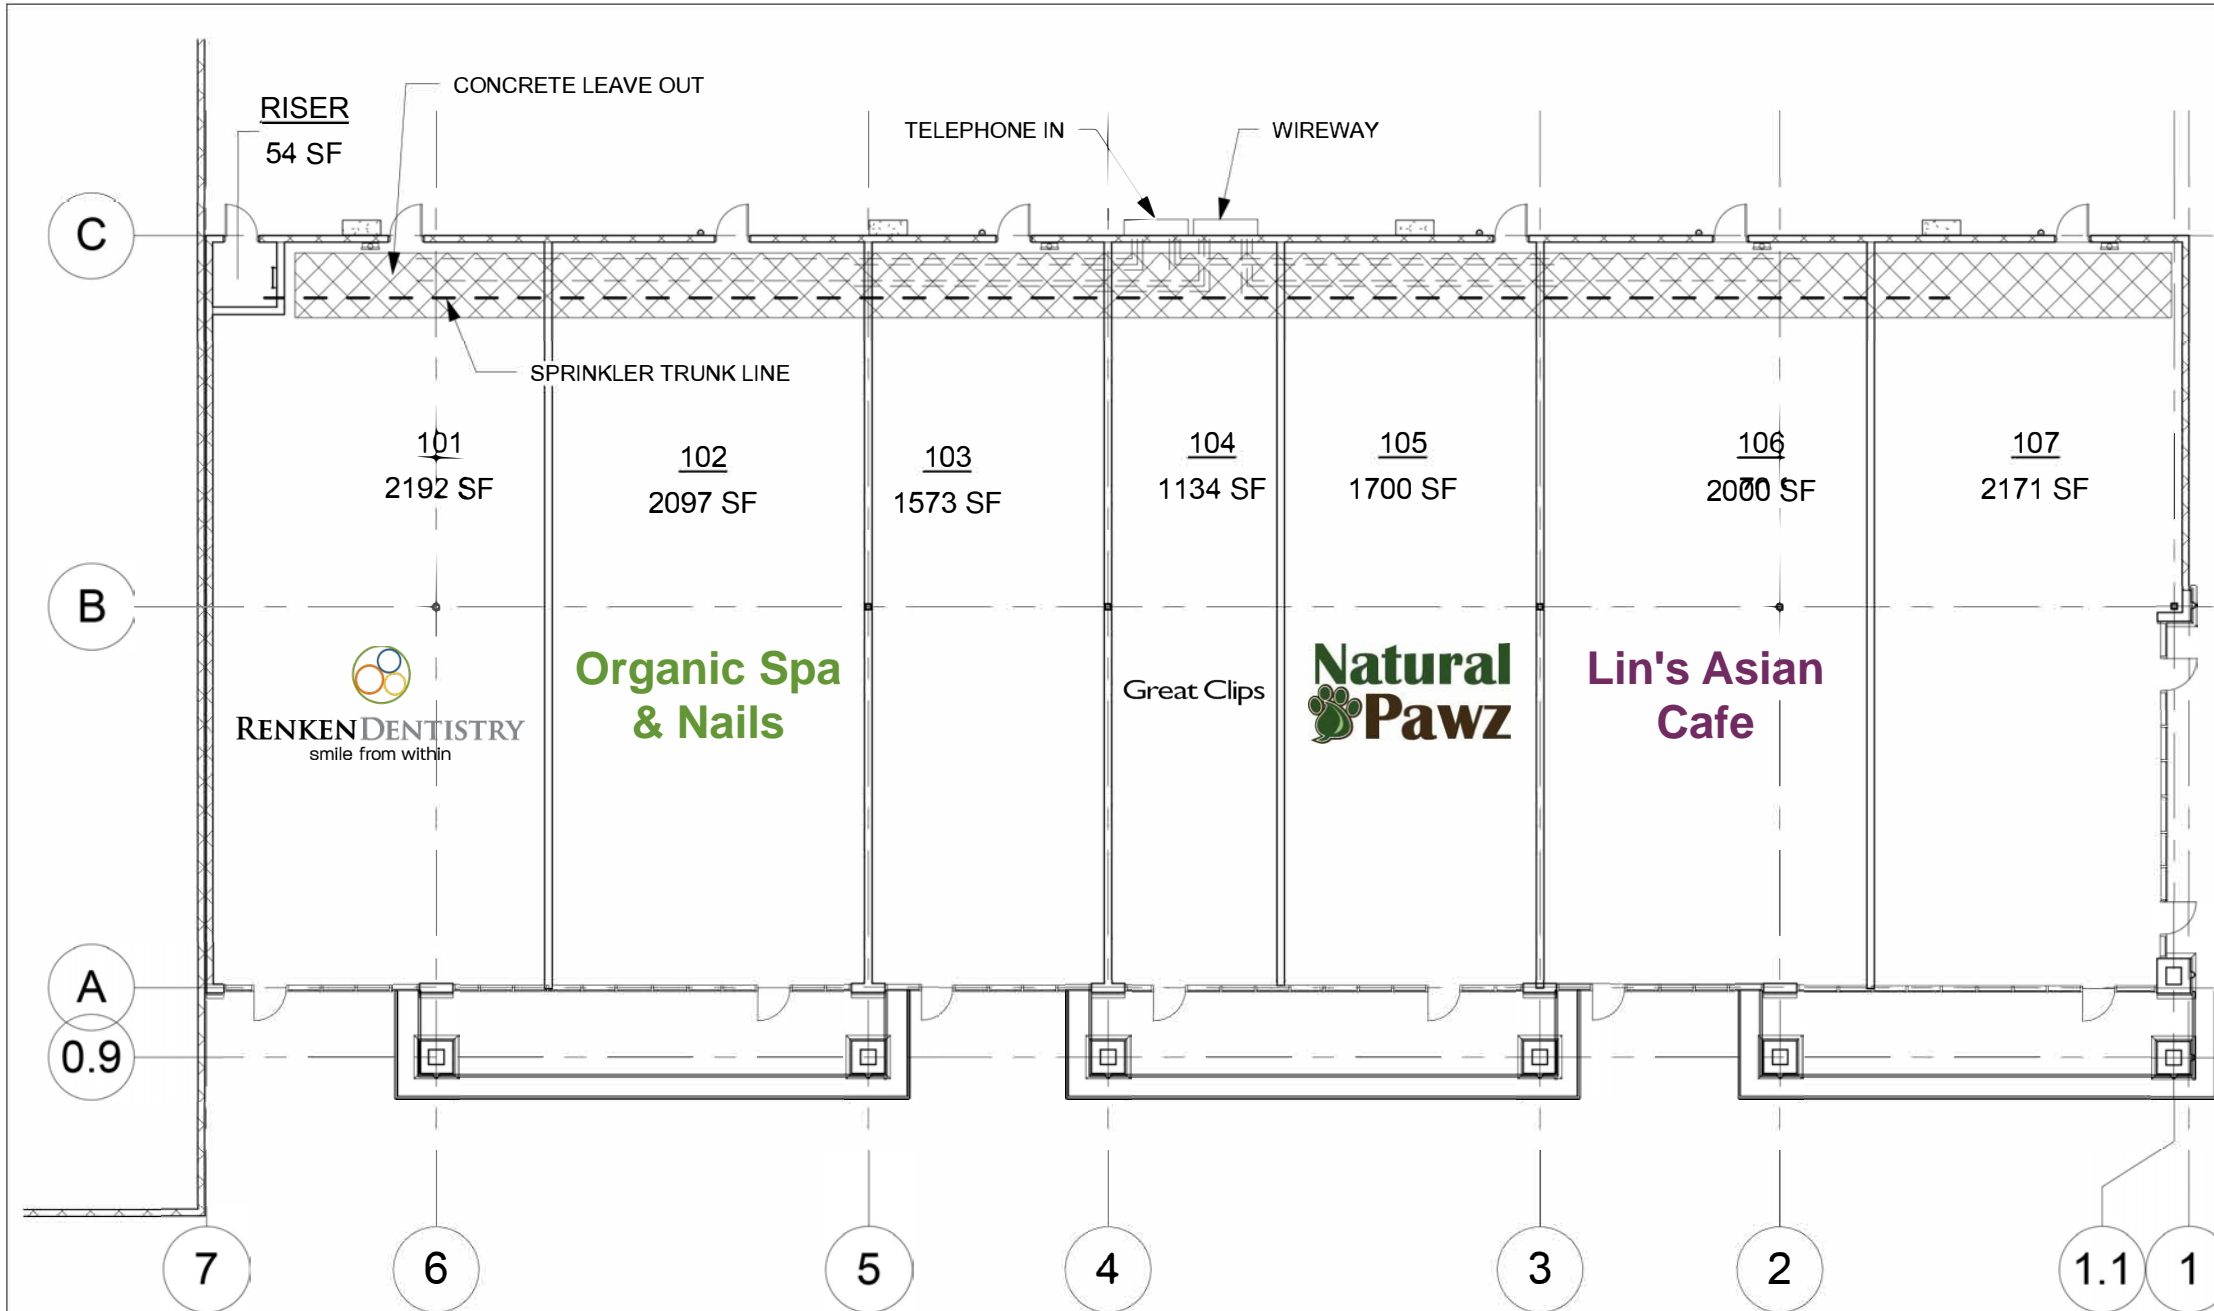 CONCRETE LEAVE OUT
RISER
54 SF
TELEPHONE IN
WIREWAY
C
SPRINKLER TRUNK LINE
101
2192 SF
102
2097 SF
103
1573 SF
104
1134 SF
105
1700 SF
106
2000 SF
107
2171 SF
B
RENKEN DENTISTRY
smile from within
Organic Spa
& Nails
Great Clips
Natural
Pawz
Lin's Asian
Cafe
A
0.9
7
6
5
4
3
2
1.1
1